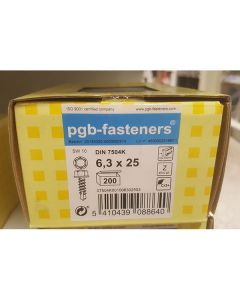 ISO 9001 certified company
www.pgb-fasteners.com
pgb-fasteners®
SW 10
DIN 7504K
6,3 x 25
200
5 410439 088640